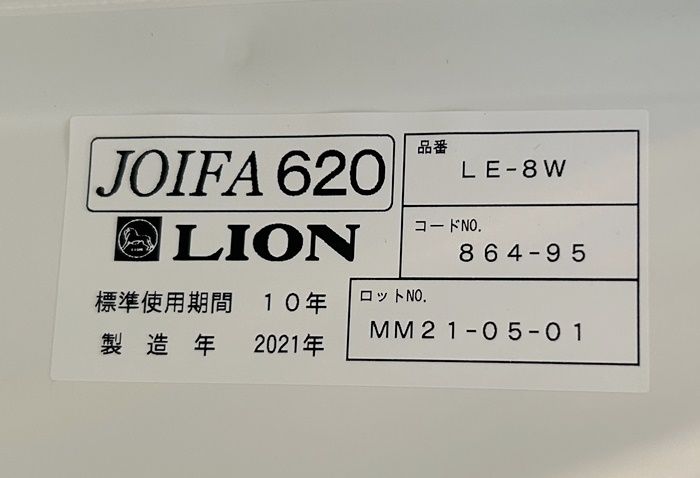 JOIFA 620
LION
標準使用期間 10年
製造年 2021年
品番
LE-8W
コードNO.
864-95
ロットNO.
MM21-05-01